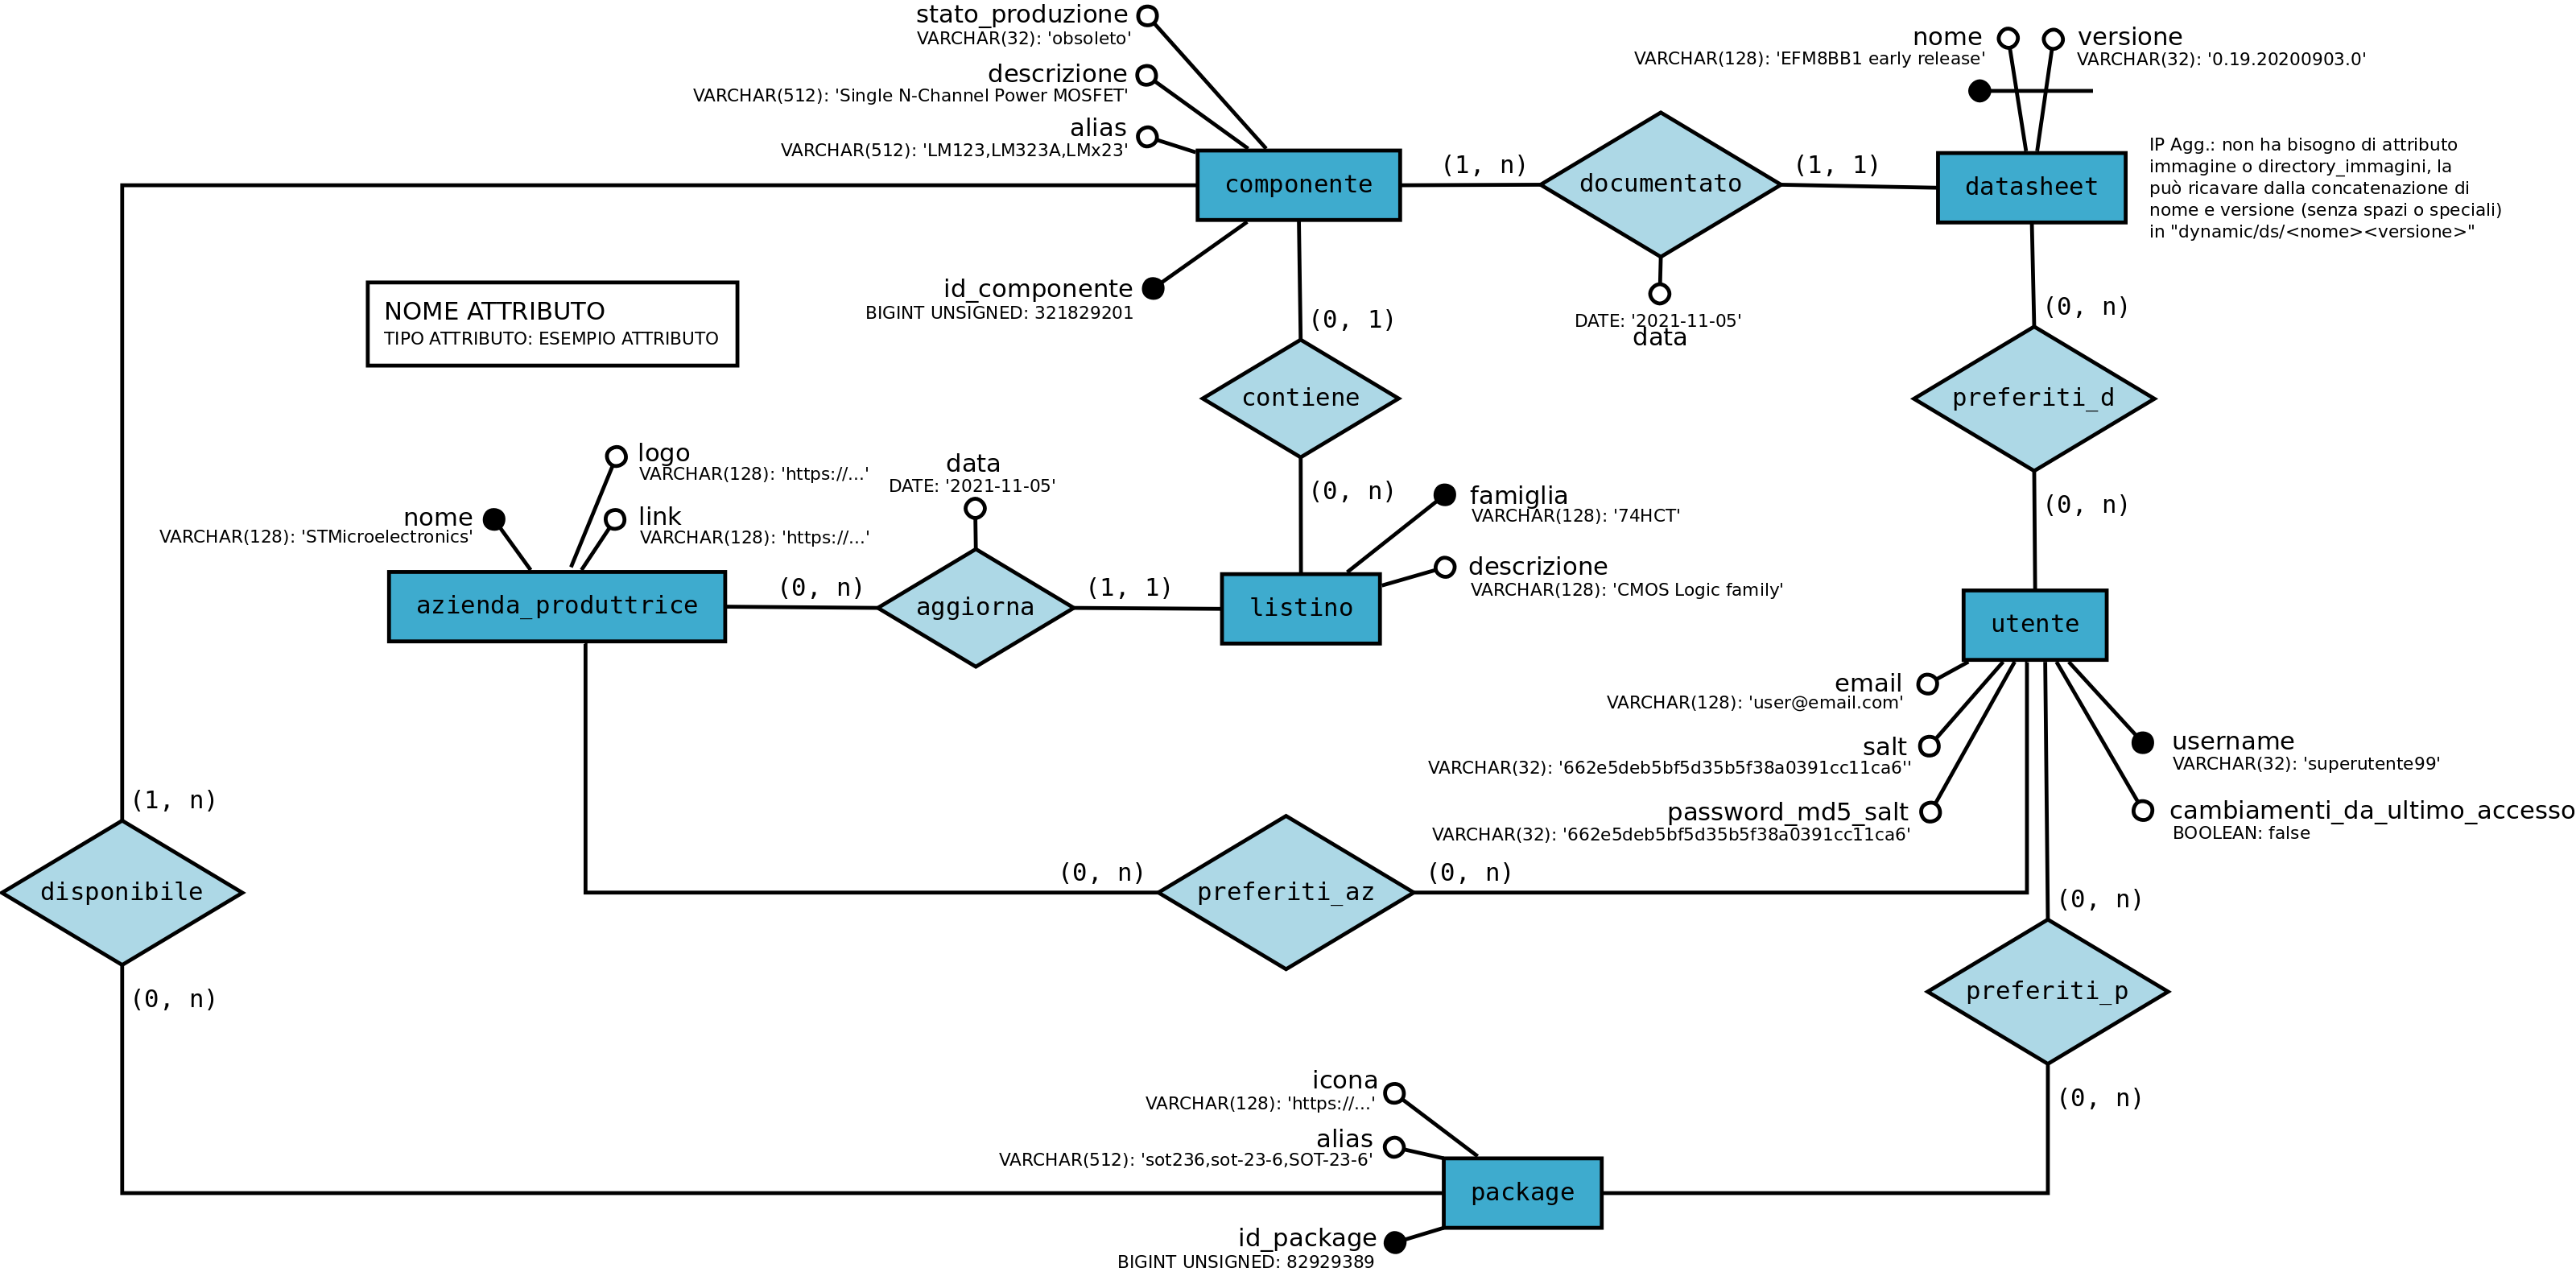 stato_produzione
VARCHAR(32): 'obsoleto'
descrizione
VARCHAR(512): 'Single N-Channel Power MOSFET'
alias
VARCHAR(512): 'LM123,LM323A,LMx23'
nome
VARCHAR(128): 'EFM8BB1 early release'
versione
VARCHAR(32): '0.19.20200903.0'
componente
(1, n)
documentato
(1, 1)
datasheet
IP Agg.: non ha bisogno di attributo
immagine o directory_immagini, la
può ricavare dalla concatenazione di
nome e versione (senza spazi o speciali)
in "dynamic/ds/<nome><versione>"
id_componente
BIGINT UNSIGNED: 321829201
DATE: '2021-11-05'
data
NOME ATTRIBUTO
TIPO ATTRIBUTO: ESEMPIO ATTRIBUTO
(0, 1)
(0, n)
contiene
preferiti_d
(0, n)
(0, n)
logo
VARCHAR(128): 'https://...'
nome
VARCHAR(128): 'STMicroelectronics'
link
VARCHAR(128): 'https://...'
data
DATE: '2021-11-05'
famiglia
VARCHAR(128): '74HCT'
descrizione
VARCHAR(128): 'CMOS Logic family'
azienda_produttrice
(0, n)
aggiorna
(1, 1)
listino
utente
email
VARCHAR(128): 'user@email.com'
salt
VARCHAR(32): '662e5deb5bf5d35b5f38a0391cc11ca6''
password_md5_salt
VARCHAR(32): '662e5deb5bf5d35b5f38a0391cc11ca6'
username
VARCHAR(32): 'superutente99'
cambiamenti_da_ultimo_accesso
BOOLEAN: false
(1, n)
disponibile
(0, n)
(0, n)
preferiti_az
(0, n)
(0, n)
preferiti_p
(0, n)
icona
VARCHAR(128): 'https://...'
alias
VARCHAR(512): 'sot236,sot-23-6,SOT-23-6'
package
id_package
BIGINT UNSIGNED: 82929389